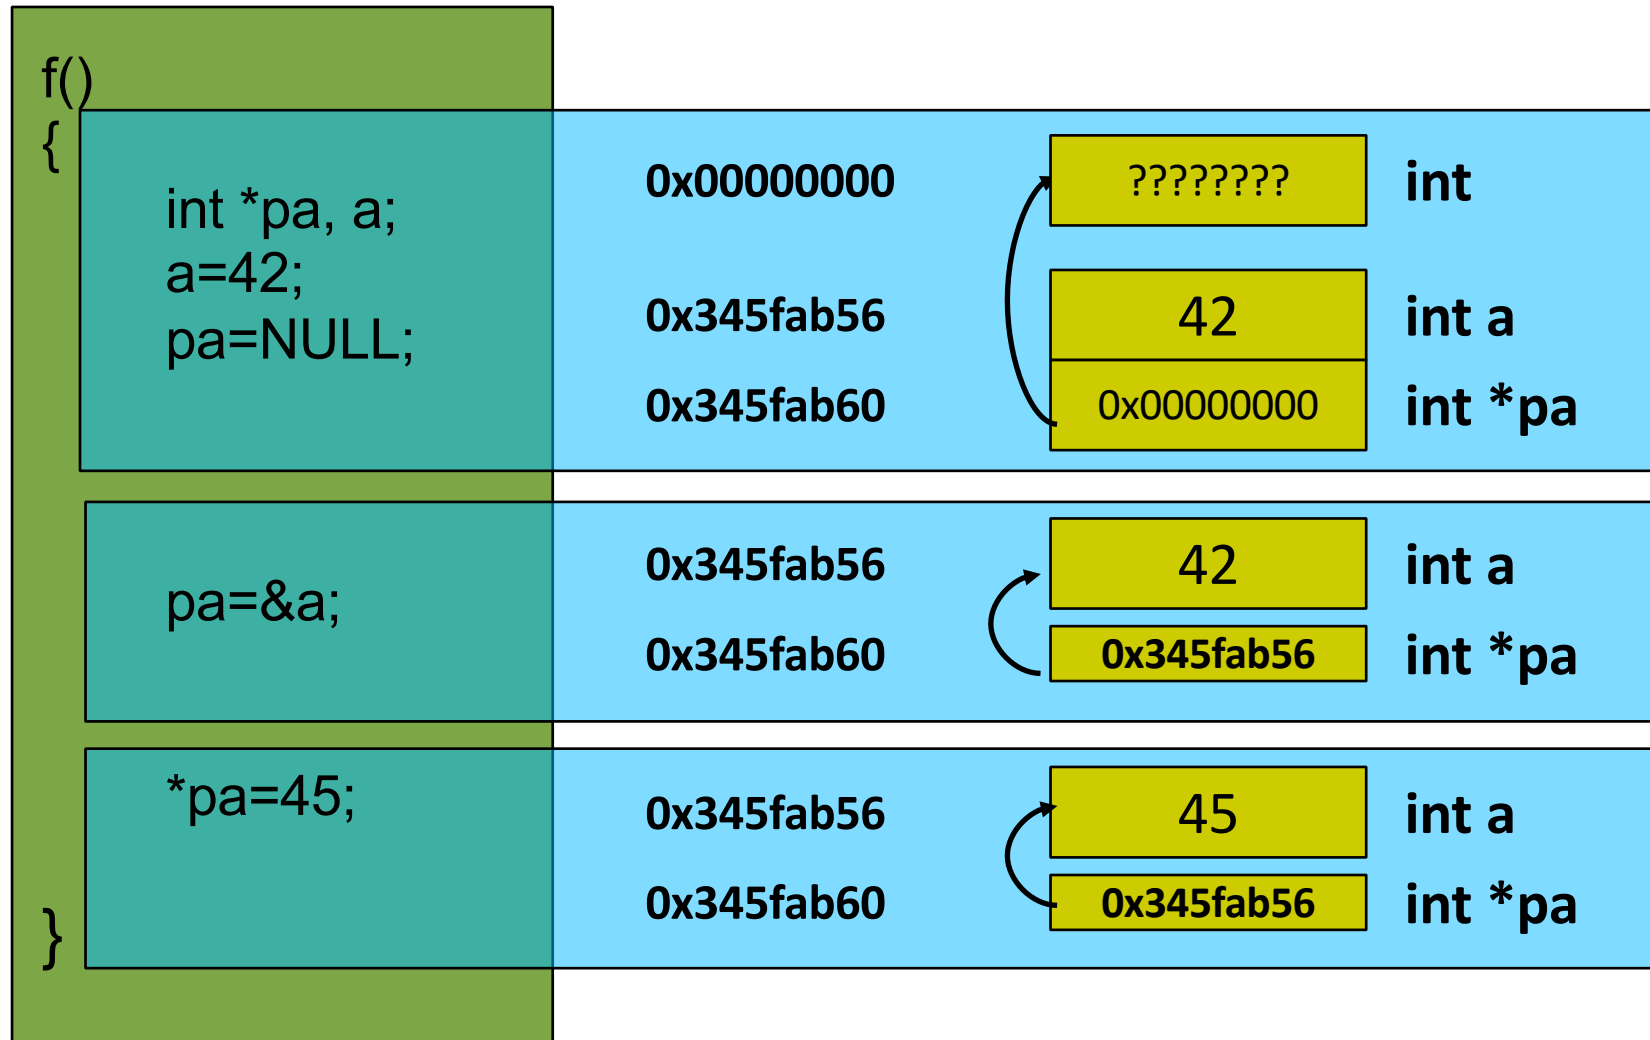 f()
{
int *pa, a;
a=42;
pa=NULL;
0x00000000 ???????? int
0x345fab56 42 int a
0x345fab60 0x00000000 int *pa
pa=&a;
0x345fab56 42 int a
0x345fab60 0x345fab56 int *pa
*pa=45;
0x345fab56 45 int a
0x345fab60 0x345fab56 int *pa
}